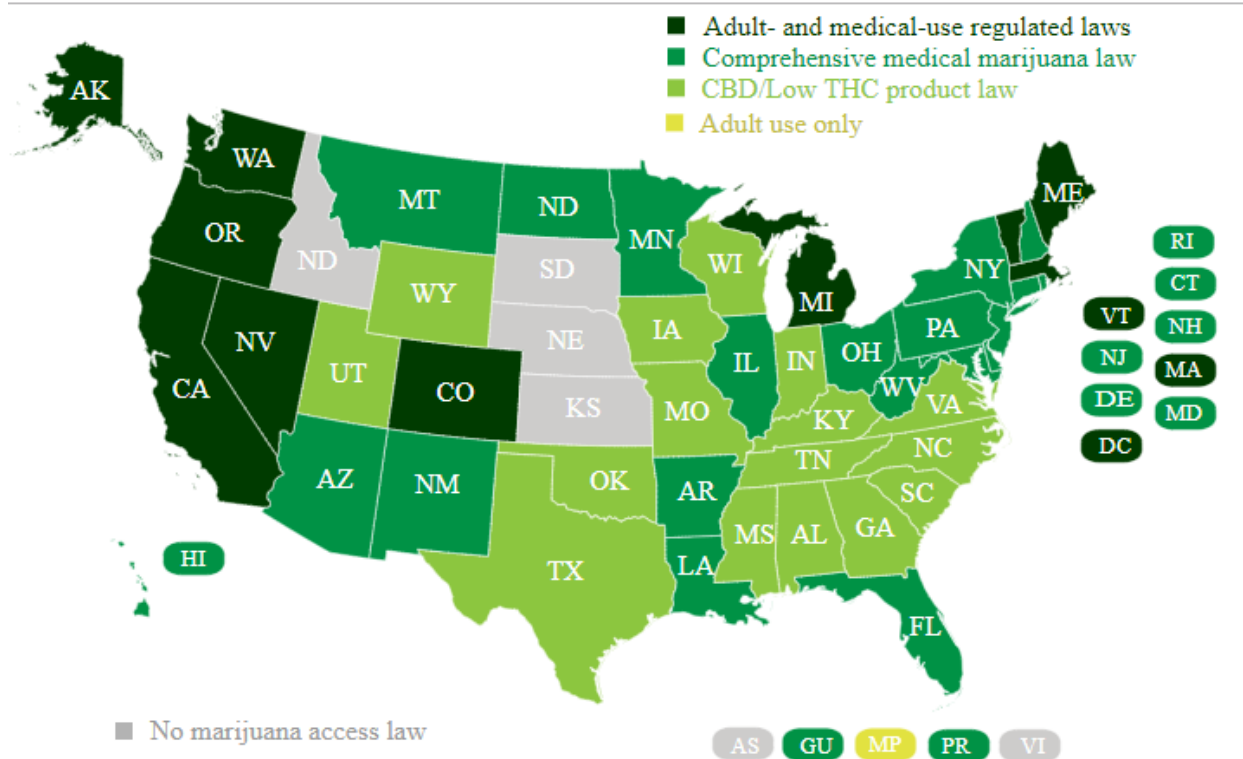 Adult- and medical-use regulated laws
Comprehensive medical marijuana law
CBD/Low THC product law
Adult use only
AK
WA
MT
ND
ME
OR
MN
RI
ND
SD
WI
NY
CT
WY
MI
VT
NH
NV
IA
PA
NE
NJ
UT
IL
IN
OH
MA
CA
CO
WV
DE
KS
MO
VA
MD
KY
DC
NC
TN
AZ
NM
OK
AR
SC
MS
AL
GA
HI
TX
LA
FL
No marijuana access law
AS
GU
MP
PR
VI